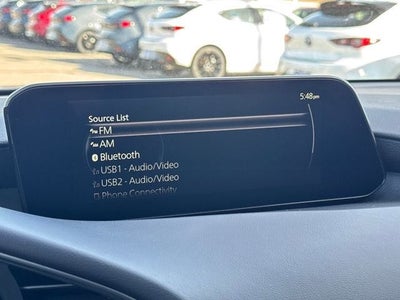 5:48pm
Source List
FM
AM
Bluetooth
USB1 - Audio/Video
USB2 - Audio/Video
Phone Connectivity